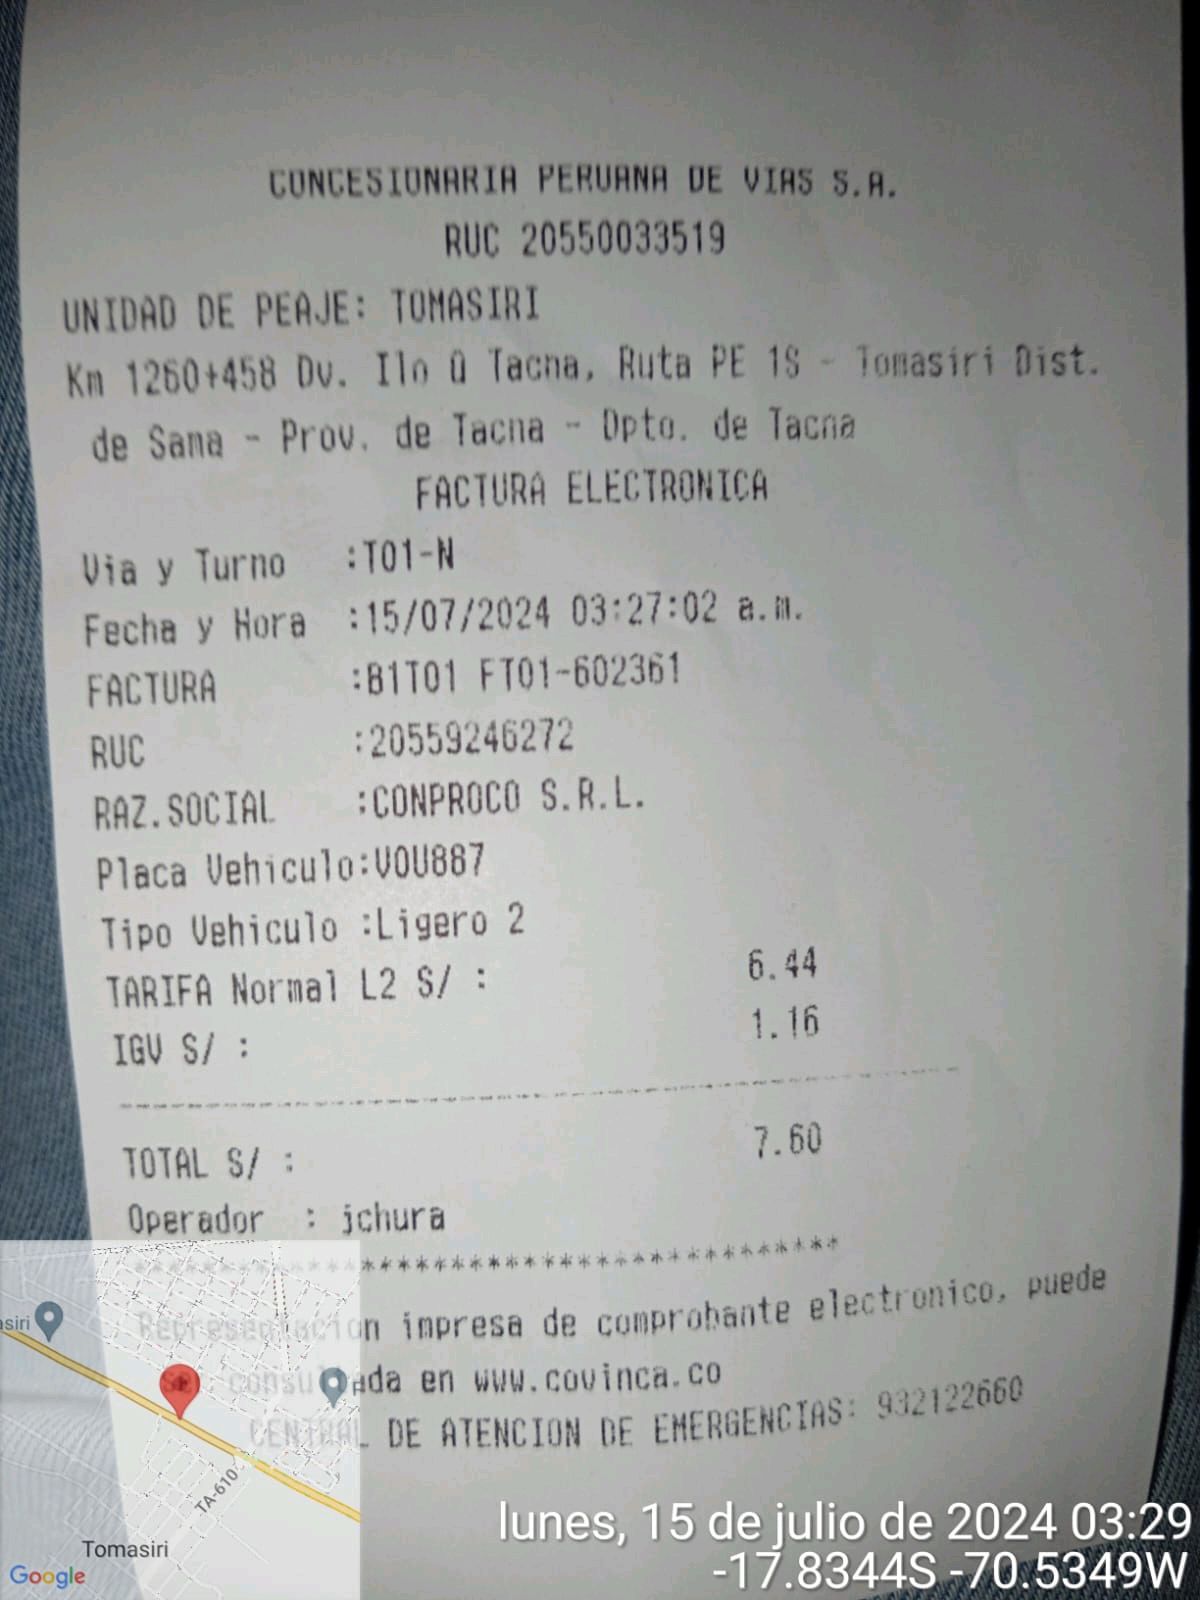 CONCESIONARIA PERUANA DE VIAS S.A.
RUC 20550033519
UNIDAD DE PEAJE: TOMASIRI
Km 1260+458 Dv. Ilo û Tacna, Ruta PE 1S - Tomasiri Dist.
de Sama - Prov. de Tacna - Dpto. de Tacna
FACTURA ELECTRONICA
Via y Turno :T01-N
Fecha y Hora :15/07/2024 03:27:02 a.m.
FACTURA :B1T01 FT01-602361
RUC :20559246272
RAZ.SOCIAL :CONPROCO S.R.L.
Placa Vehiculo:VOU887
Tipo Vehiculo :Ligero 2
TARIFA Normal L2 S/ : 6.44
IGV S/ : 1.16
TOTAL S/ : 7.60
Operador : jchura
Representacion impresa de comprobante electronico, puede
consultada en www.covinca.co
CENTRAL DE ATENCION DE EMERGENCIAS: 932122660
asiri
TA-610
Tomasiri
Google
lunes, 15 de julio de 2024 03:29
-17.8344S -70.5349W